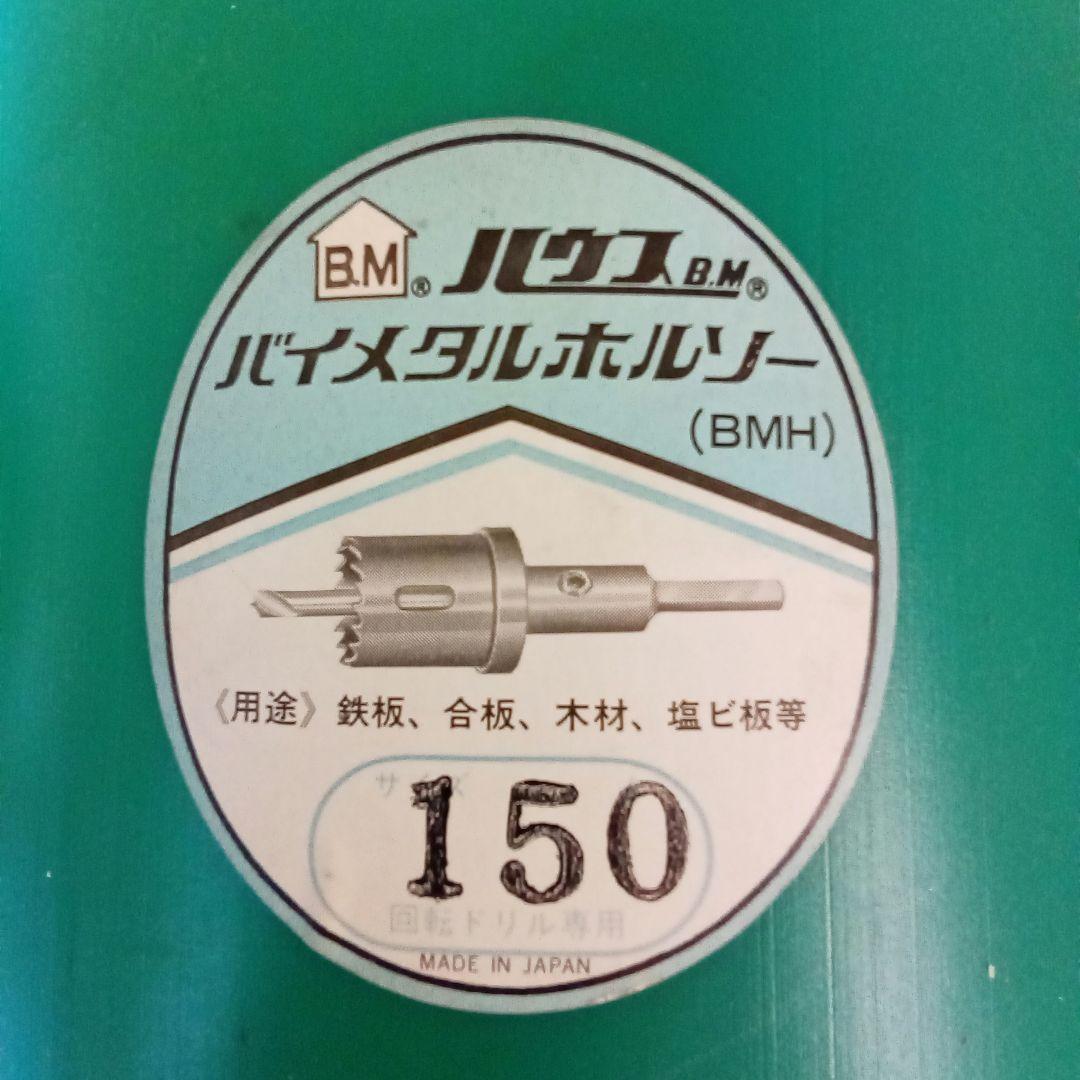 B.M® ハウスB.M®
バイメタルホルソー
(BMH)
《用途》鉄板、合板、木材、塩ビ板等
サイズ
150
回転ドリル専用
MADE IN JAPAN